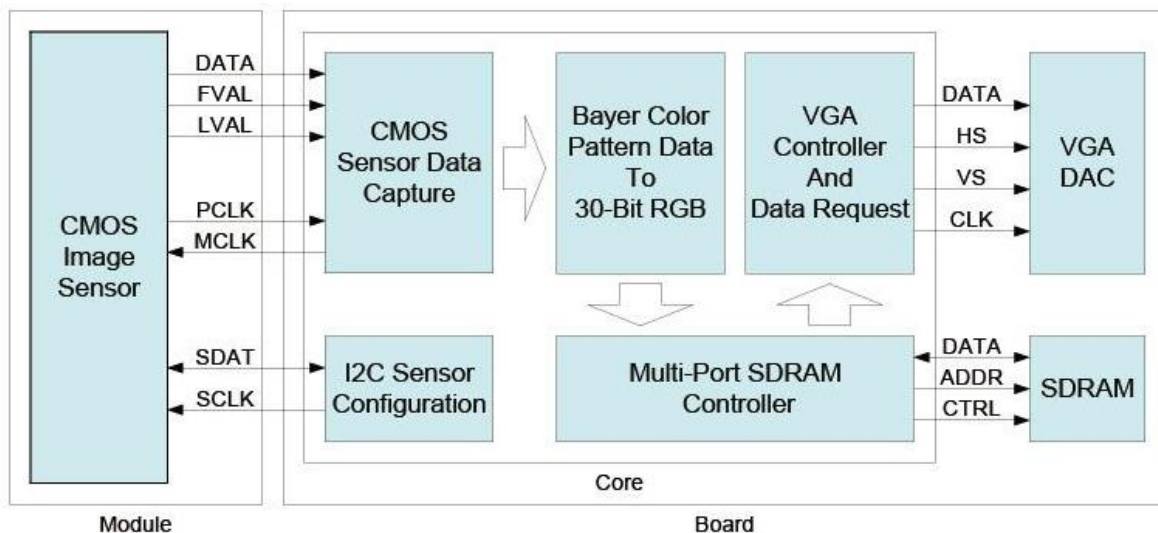 CMOS
Image
Sensor
DATA
FVAL
LVAL
PCLK
MCLK
SDAT
SCLK
CMOS
Sensor Data
Capture
I2C Sensor
Configuration
Bayer Color
Pattern Data
To
30-Bit RGB
VGA
Controller
And
Data Request
Multi-Port SDRAM
Controller
DATA
HS
VS
CLK
VGA
DAC
DATA
ADDR
CTRL
SDRAM
Core
Module
Board